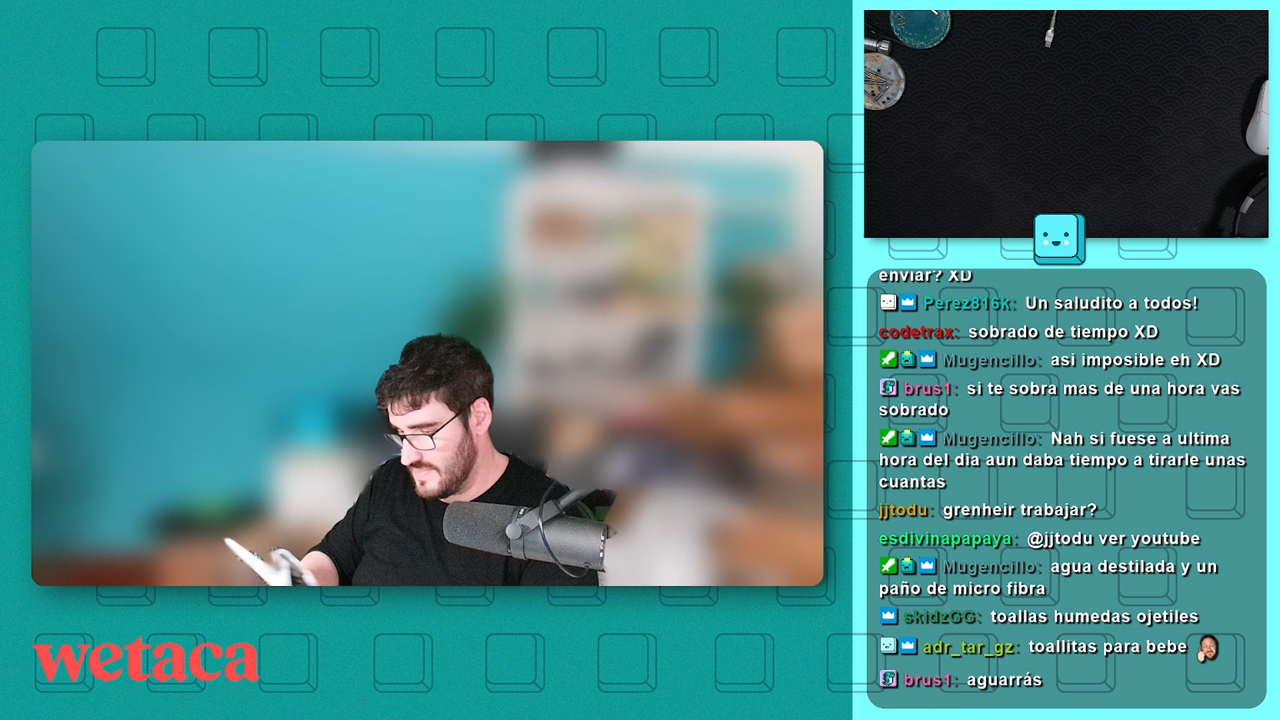 enviar? XD
Perez816k: Un saludito a todos!
codetrax: sobrado de tiempo XD
Mugencillo: asi imposible eh XD
brus1: si te sobra mas de una hora vas
sobrado
Mugencillo: Nah si fuese a ultima
hora del dia aun daba tiempo a tirarle unas
cuantas
jjtodu: grenheir trabajar?
esdivinapapaya: @jjtodu ver youtube
Mugencillo: agua destilada y un
paño de micro fibra
skidzGG: toallas humedas ojetiles
adr_tar_gz: toallitas para bebe
brus1: aguarrás
wetaca